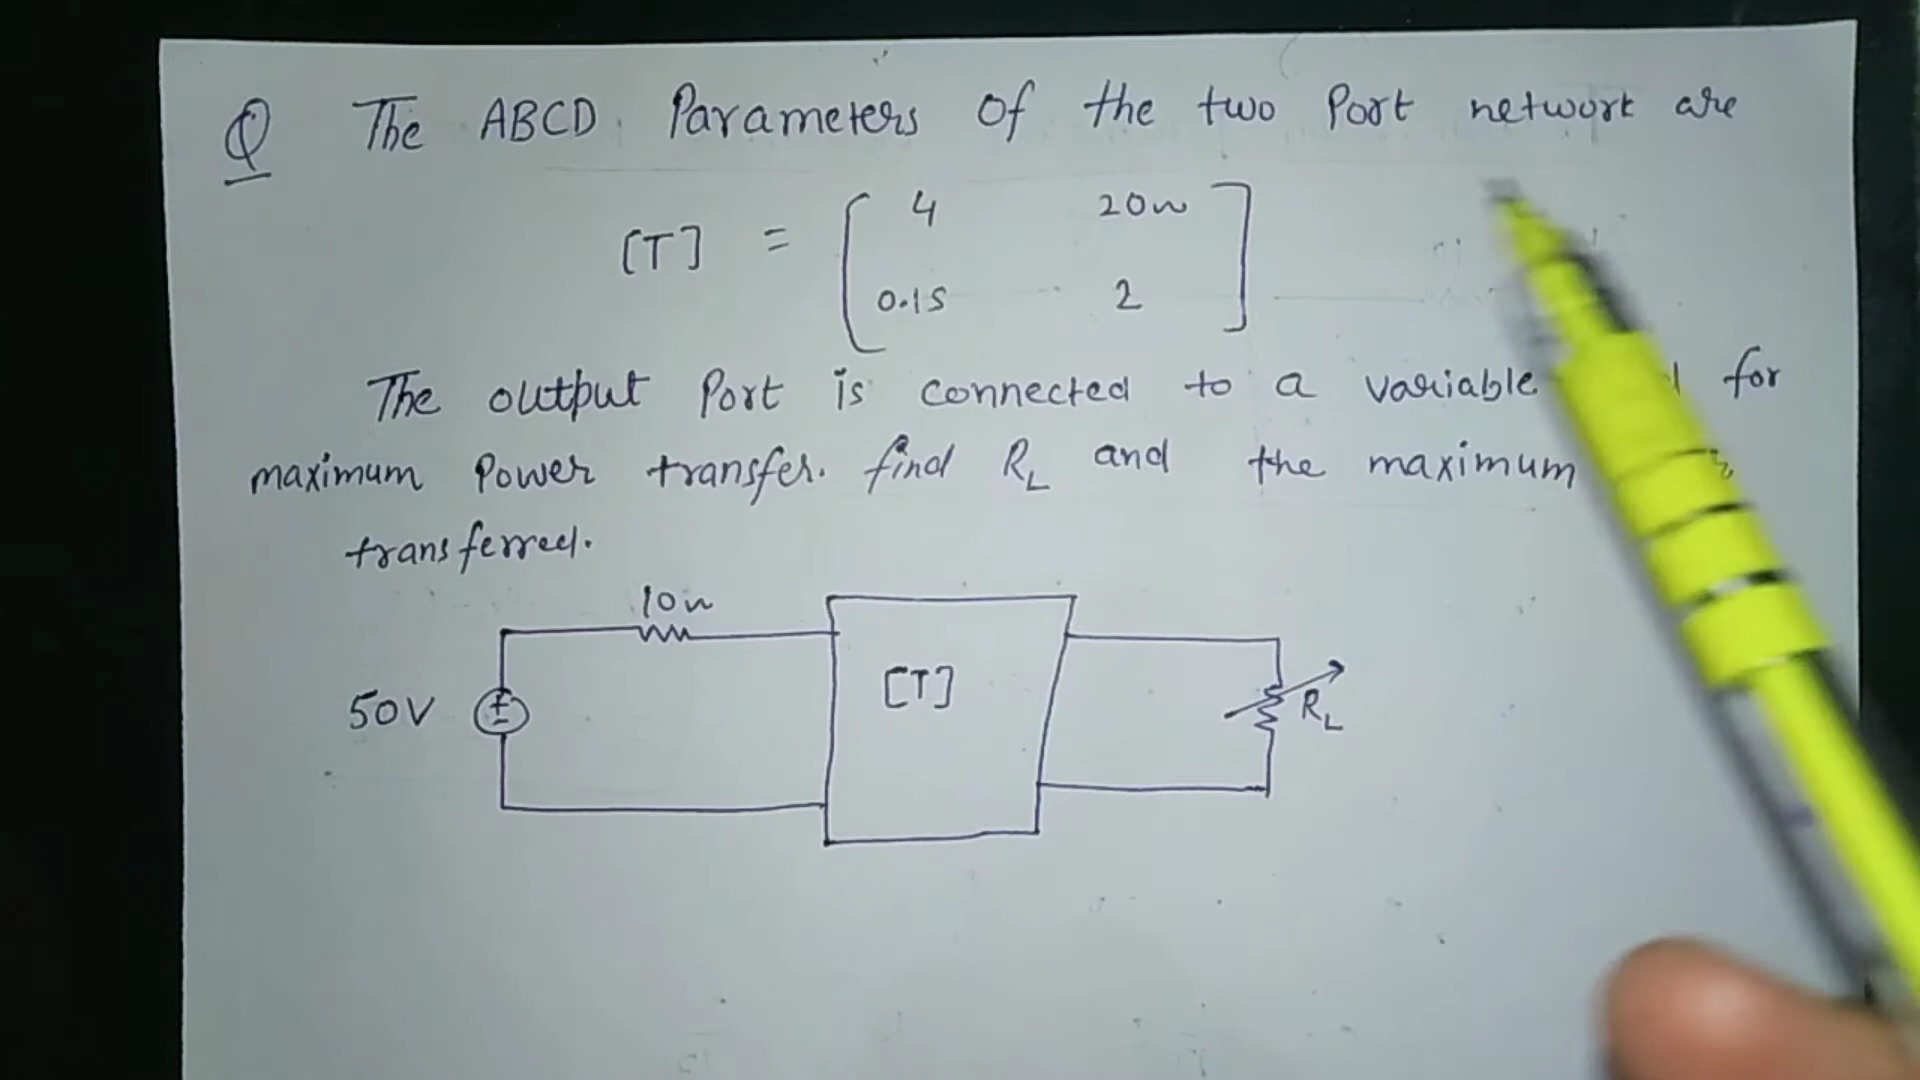 Q The ABCD Parameters of the two Port network are
[T] = [ 4 20Ω
0.1S 2 ]
The output Port is connected to a variable for
maximum Power transfer. find RL and the maximum
transferred.
10Ω
50V
+
-
[T]
RL